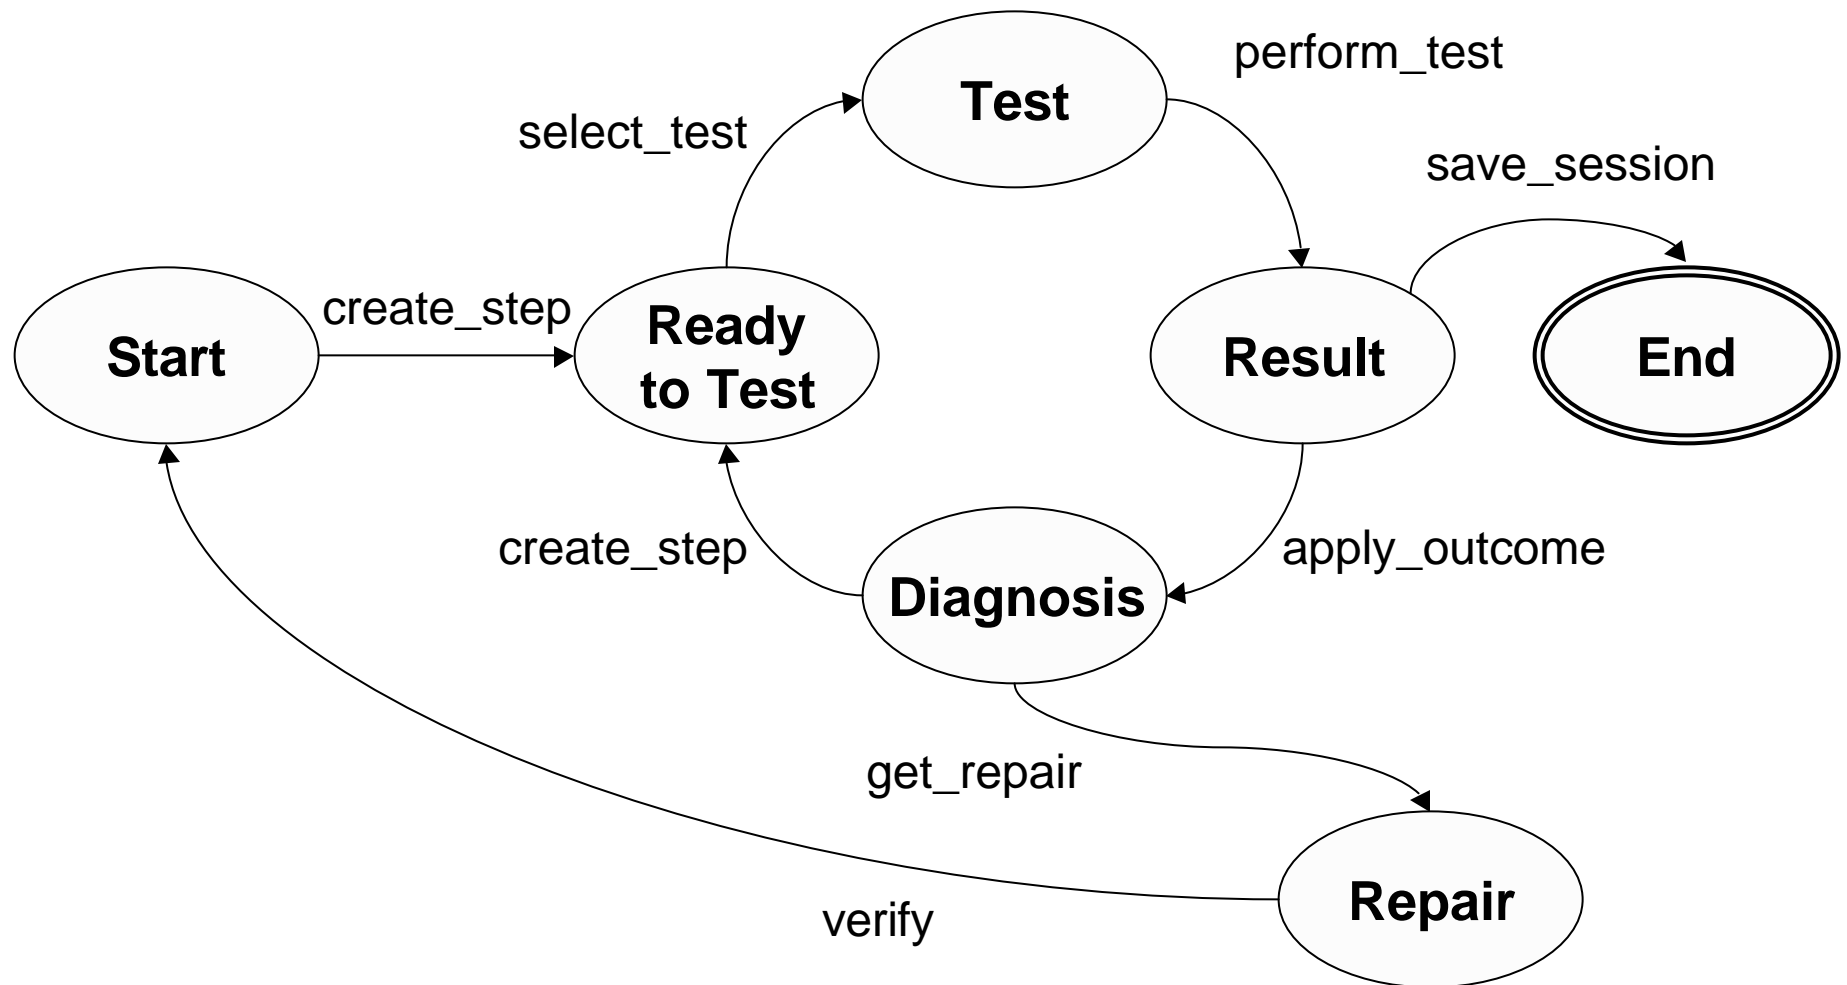 Test
perform_test
select_test
save_session
Start
create_step
Ready
to Test
Result
End
create_step
Diagnosis
apply_outcome
get_repair
verify
Repair